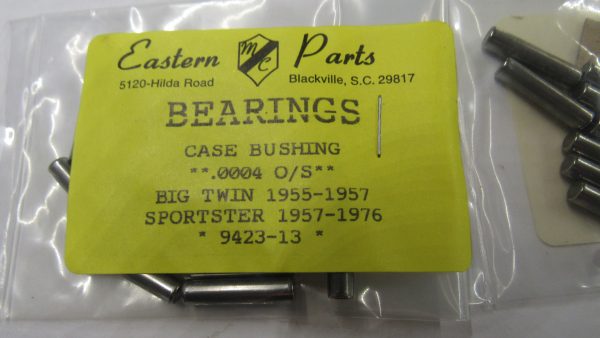 Eastern MC Parts
5120-Hilda Road Blackville, S.C. 29817
BEARINGS
CASE BUSHING
**.0004 O/S**
BIG TWIN 1955-1957
SPORTSTER 1957-1976
* 9423-13 *